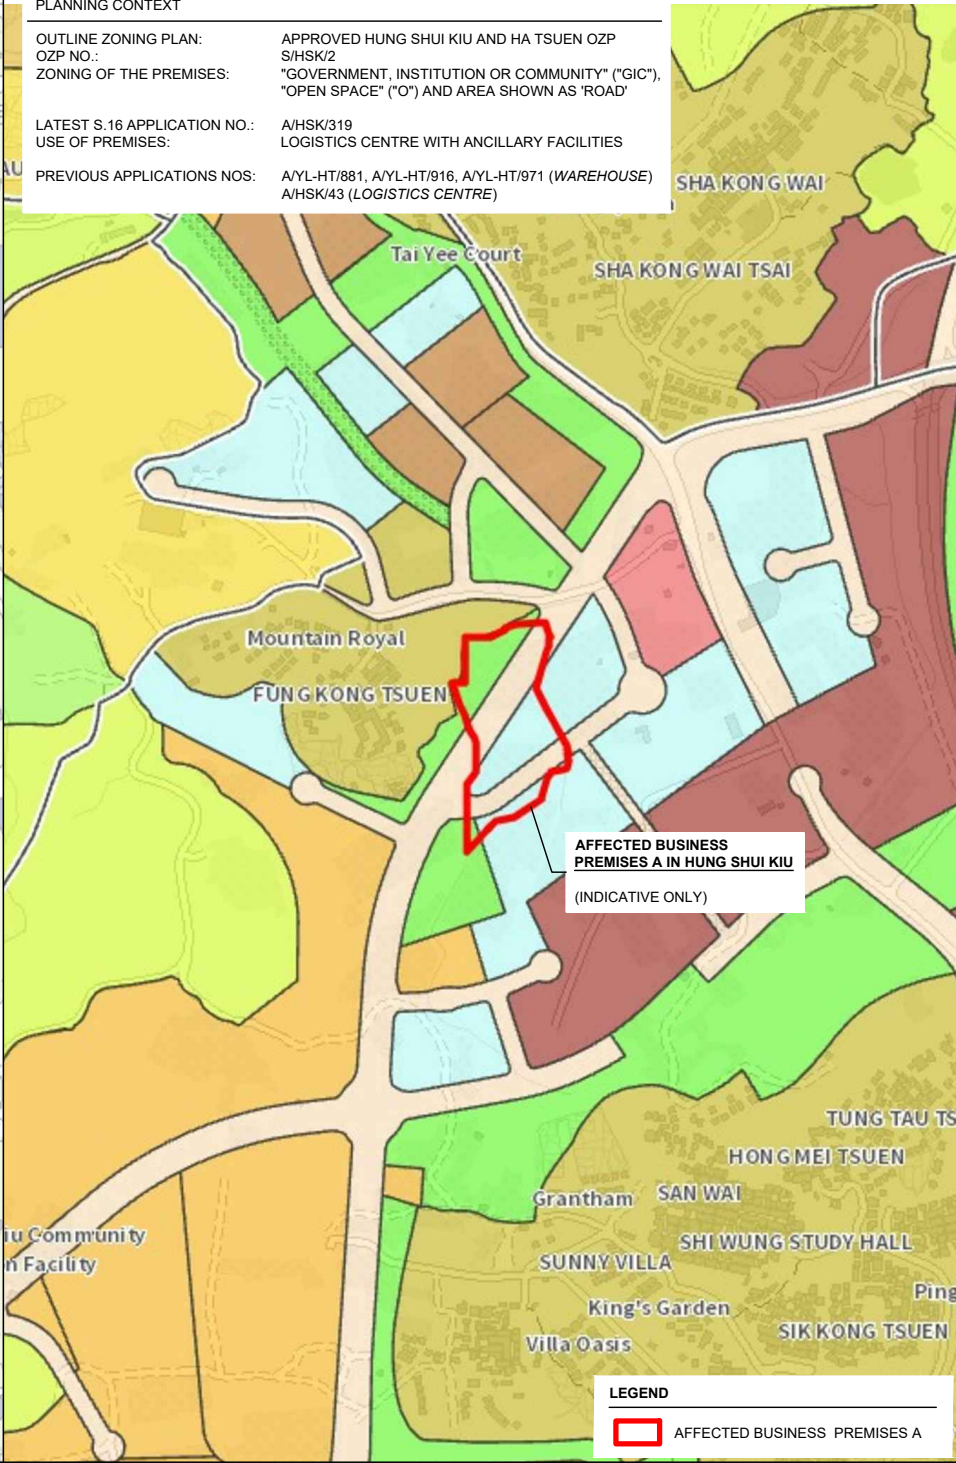 PLANNING CONTEXT
OUTLINE ZONING PLAN: APPROVED HUNG SHUI KIU AND HA TSUEN OZP
OZP NO.: S/HSK/2
ZONING OF THE PREMISES: "GOVERNMENT, INSTITUTION OR COMMUNITY" ("GIC"),
"OPEN SPACE" ("O") AND AREA SHOWN AS 'ROAD'
LATEST S.16 APPLICATION NO.: A/HSK/319
USE OF PREMISES: LOGISTICS CENTRE WITH ANCILLARY FACILITIES
PREVIOUS APPLICATIONS NOS: A/YL-HT/881, A/YL-HT/916, A/YL-HT/971 (WAREHOUSE)
A/HSK/43 (LOGISTICS CENTRE)
SHA KONG WAI
Tai Yee Court
SHA KONG WAI TSAI
Mountain Royal
FUNG KONG TSUEN
AFFECTED BUSINESS
PREMISES A IN HUNG SHUI KIU
(INDICATIVE ONLY)
TUNG TAU TS
HONG MEI TSUEN
Grantham
SAN WAI
iu Community
n Facility
SHI WUNG STUDY HALL
SUNNY VILLA
Ping
King's Garden
SIK KONG TSUEN
Villa Oasis
LEGEND
AFFECTED BUSINESS PREMISES A